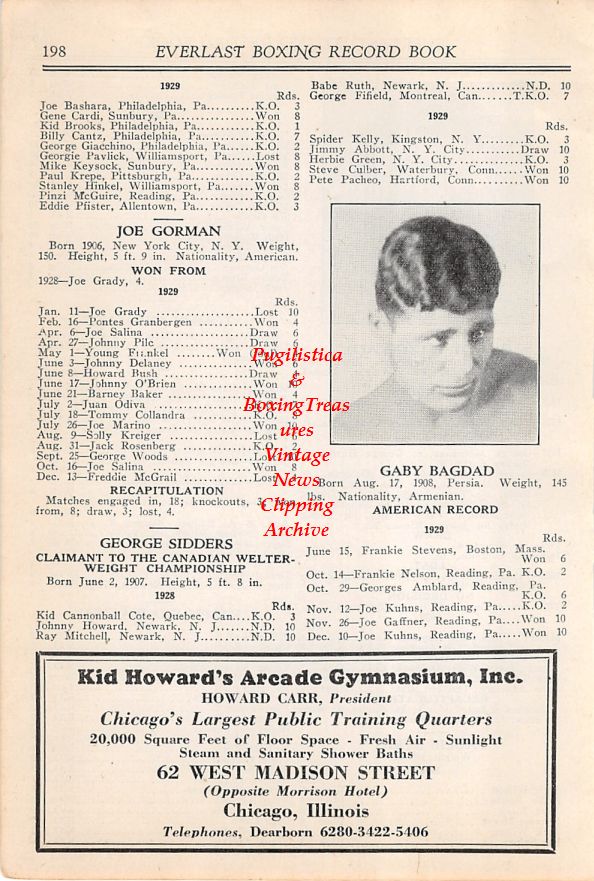 198 EVERLAST BOXING RECORD BOOK
1929
Rds.
Joe Bashara, Philadelphia, Pa..........K.O. 3
Gene Cardi, Sunbury, Pa...............Won 8
Kid Brooks, Philadelphia, Pa..........K.O. 1
Billy Cantz, Philadelphia, Pa..........K.O. 7
George Giacchino, Philadelphia, Pa....K.O. 2
Georgie Pavlick, Williamsport, Pa......Lost 8
Mike Keysock, Sunbury, Pa.............Won 8
Paul Krepe, Pittsburgh, Pa............K.O. 2
Stanley Hinkel, Williamsport, Pa......Won 8
Pinzi McGuire, Reading, Pa............K.O. 2
Eddie Pfister, Allentown, Pa...........K.O. 3
JOE GORMAN
Born 1906, New York City, N. Y. Weight,
150. Height, 5 ft. 9 in. Nationality, American.
WON FROM
1928—Joe Grady, 4.
1929
Rds.
Jan. 11—Joe Grady ...................Lost 10
Feb. 16—Pontes Granbergen ..........Won 4
Apr. 6—Joe Salina ...................Draw 6
Apr. 27—Johnny Pilc .................Draw 6
May 1—Young Finkel ........Won
June 3—Johnny Delaney ..............Won 6
June 8—Howard Bush .................Draw
June 17—Johnny O'Brien .............Won
June 21—Barney Baker ...............Won 4
July 2—Juan Odiva
July 18—Tommy Collandra ............K.O.
July 26—Joe Marino .................Won 10
Aug. 9—Solly Kreiger ................Lost
Aug. 31—Jack Rosenberg .............K.O. 2
Sept. 25—George Woods ..............Lost
Oct. 16—Joe Salina ..................Won 8
Dec. 13—Freddie McGrail .............Lost
RECAPITULATION
Matches engaged in, 18; knockouts, 3;
from, 8; draw, 3; lost, 4.
GEORGE SIDDERS
CLAIMANT TO THE CANADIAN WELTER-
WEIGHT CHAMPIONSHIP
Born June 2, 1907. Height, 5 ft. 8 in.
1928
Rds.
Kid Cannonball Cote, Quebec, Can....K.O. 3
Johnny Howard, Newark, N. J.........N.D. 10
Ray Mitchell, Newark, N. J...........N.D. 10
Babe Ruth, Newark, N. J.............N.D. 10
George Fifield, Montreal, Can......T.K.O. 7
1929
Rds.
Spider Kelly, Kingston, N. Y.........K.O. 3
Jimmy Abbott, N. Y. City............Draw 10
Herbie Green, N. Y. City.............K.O. 3
Steve Culber, Waterbury, Conn.......Won 10
Pete Pacheo, Hartford, Conn..........Won 10
GABY BAGDAD
Born Aug. 17, 1908, Persia. Weight, 145
lbs. Nationality, Armenian.
AMERICAN RECORD
1929
Rds.
June 15, Frankie Stevens, Boston, Mass.
Won 6
Oct. 14—Frankie Nelson, Reading, Pa. K.O. 2
Oct. 29—Georges Amblard, Reading, Pa.
K.O. 6
Nov. 12—Joe Kuhns, Reading, Pa.....K.O. 2
Nov. 26—Joe Gaffner, Reading, Pa....Won 10
Dec. 10—Joe Kuhns, Reading, Pa.....Won 10
Pugilistica
&
BoxingTreas
ures
Vintage
News
Clipping
Archive
Kid Howard's Arcade Gymnasium, Inc.
HOWARD CARR, President
Chicago's Largest Public Training Quarters
20,000 Square Feet of Floor Space - Fresh Air - Sunlight
Steam and Sanitary Shower Baths
62 WEST MADISON STREET
(Opposite Morrison Hotel)
Chicago, Illinois
Telephones, Dearborn 6280-3422-5406